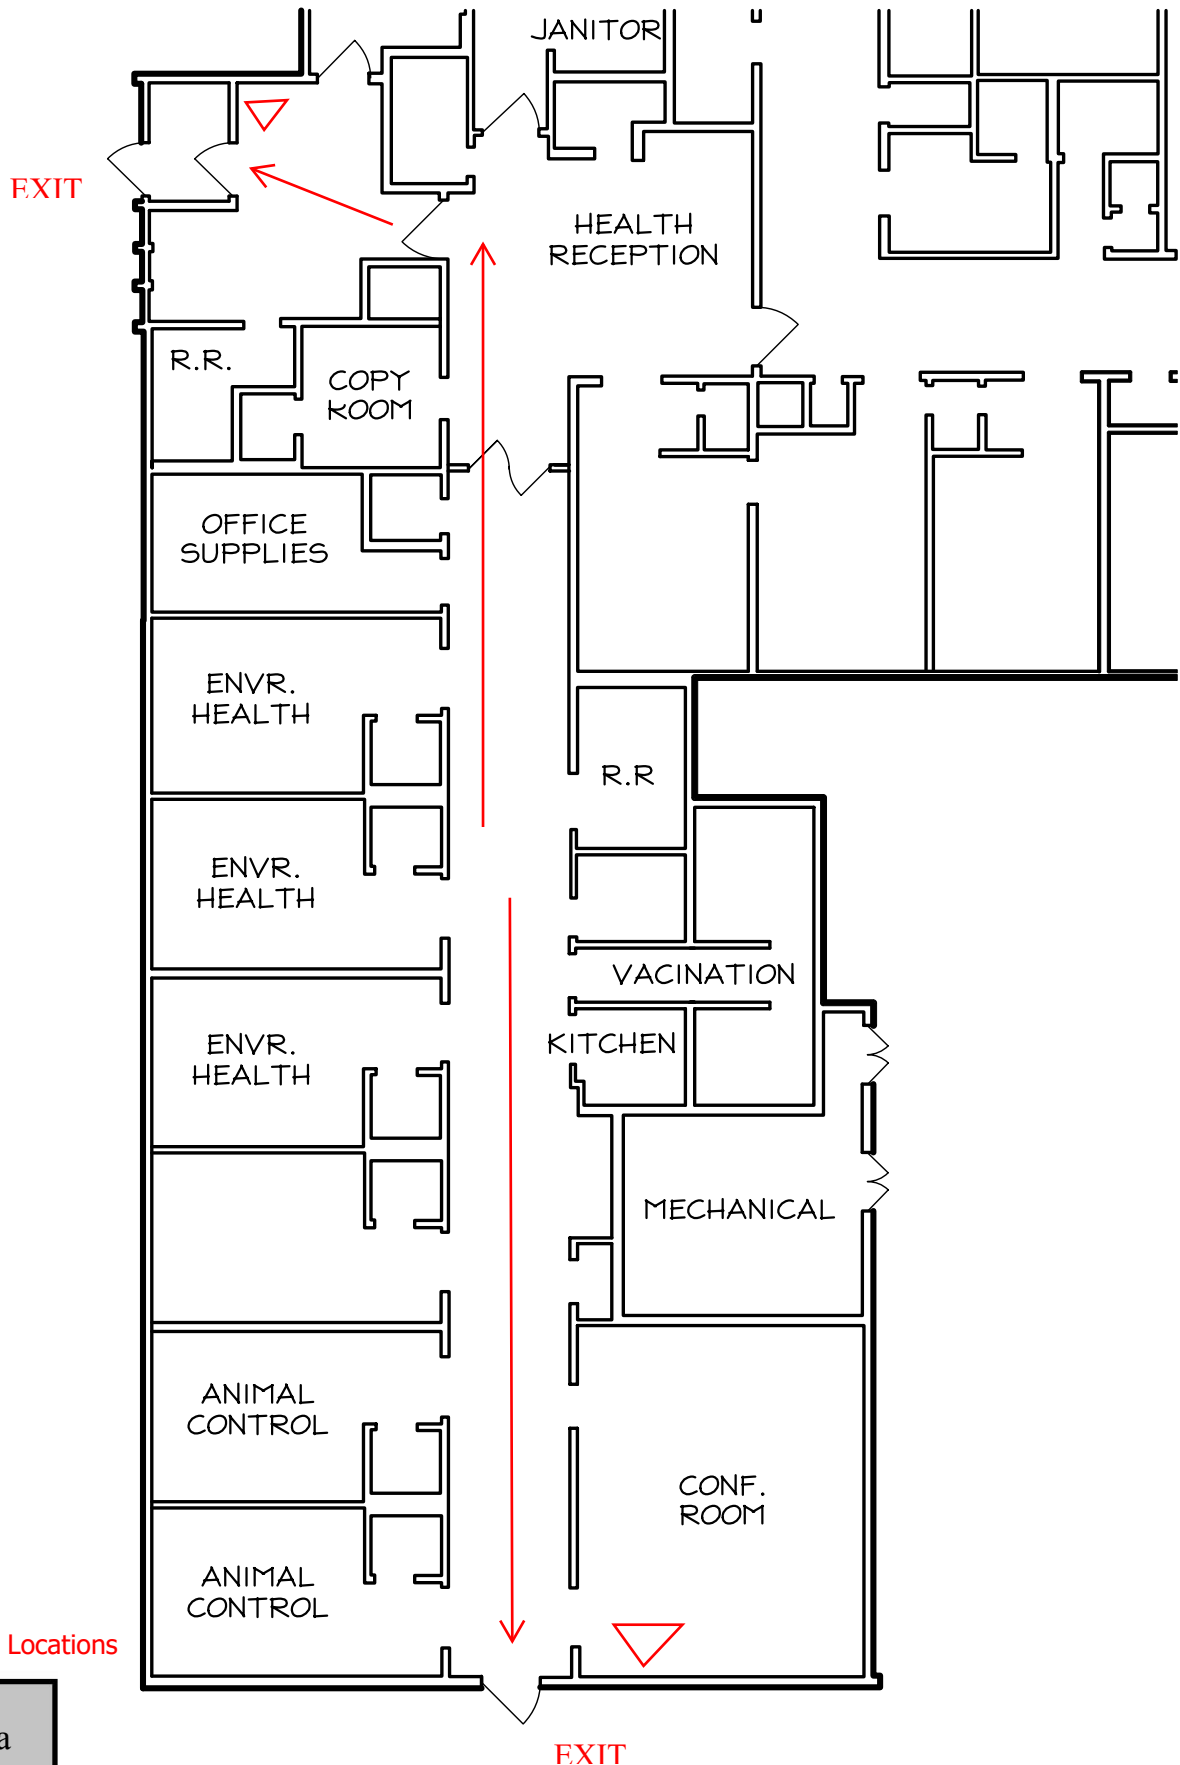 JANITOR
EXIT
HEALTH
RECEPTION
R.R.
COPY
ROOM
OFFICE
SUPPLIES
ENVR.
HEALTH
R.R
ENVR.
HEALTH
VACINATION
KITCHEN
ENVR.
HEALTH
MECHANICAL
ANIMAL
CONTROL
CONF.
ROOM
ANIMAL
CONTROL
Locations
a
EXIT